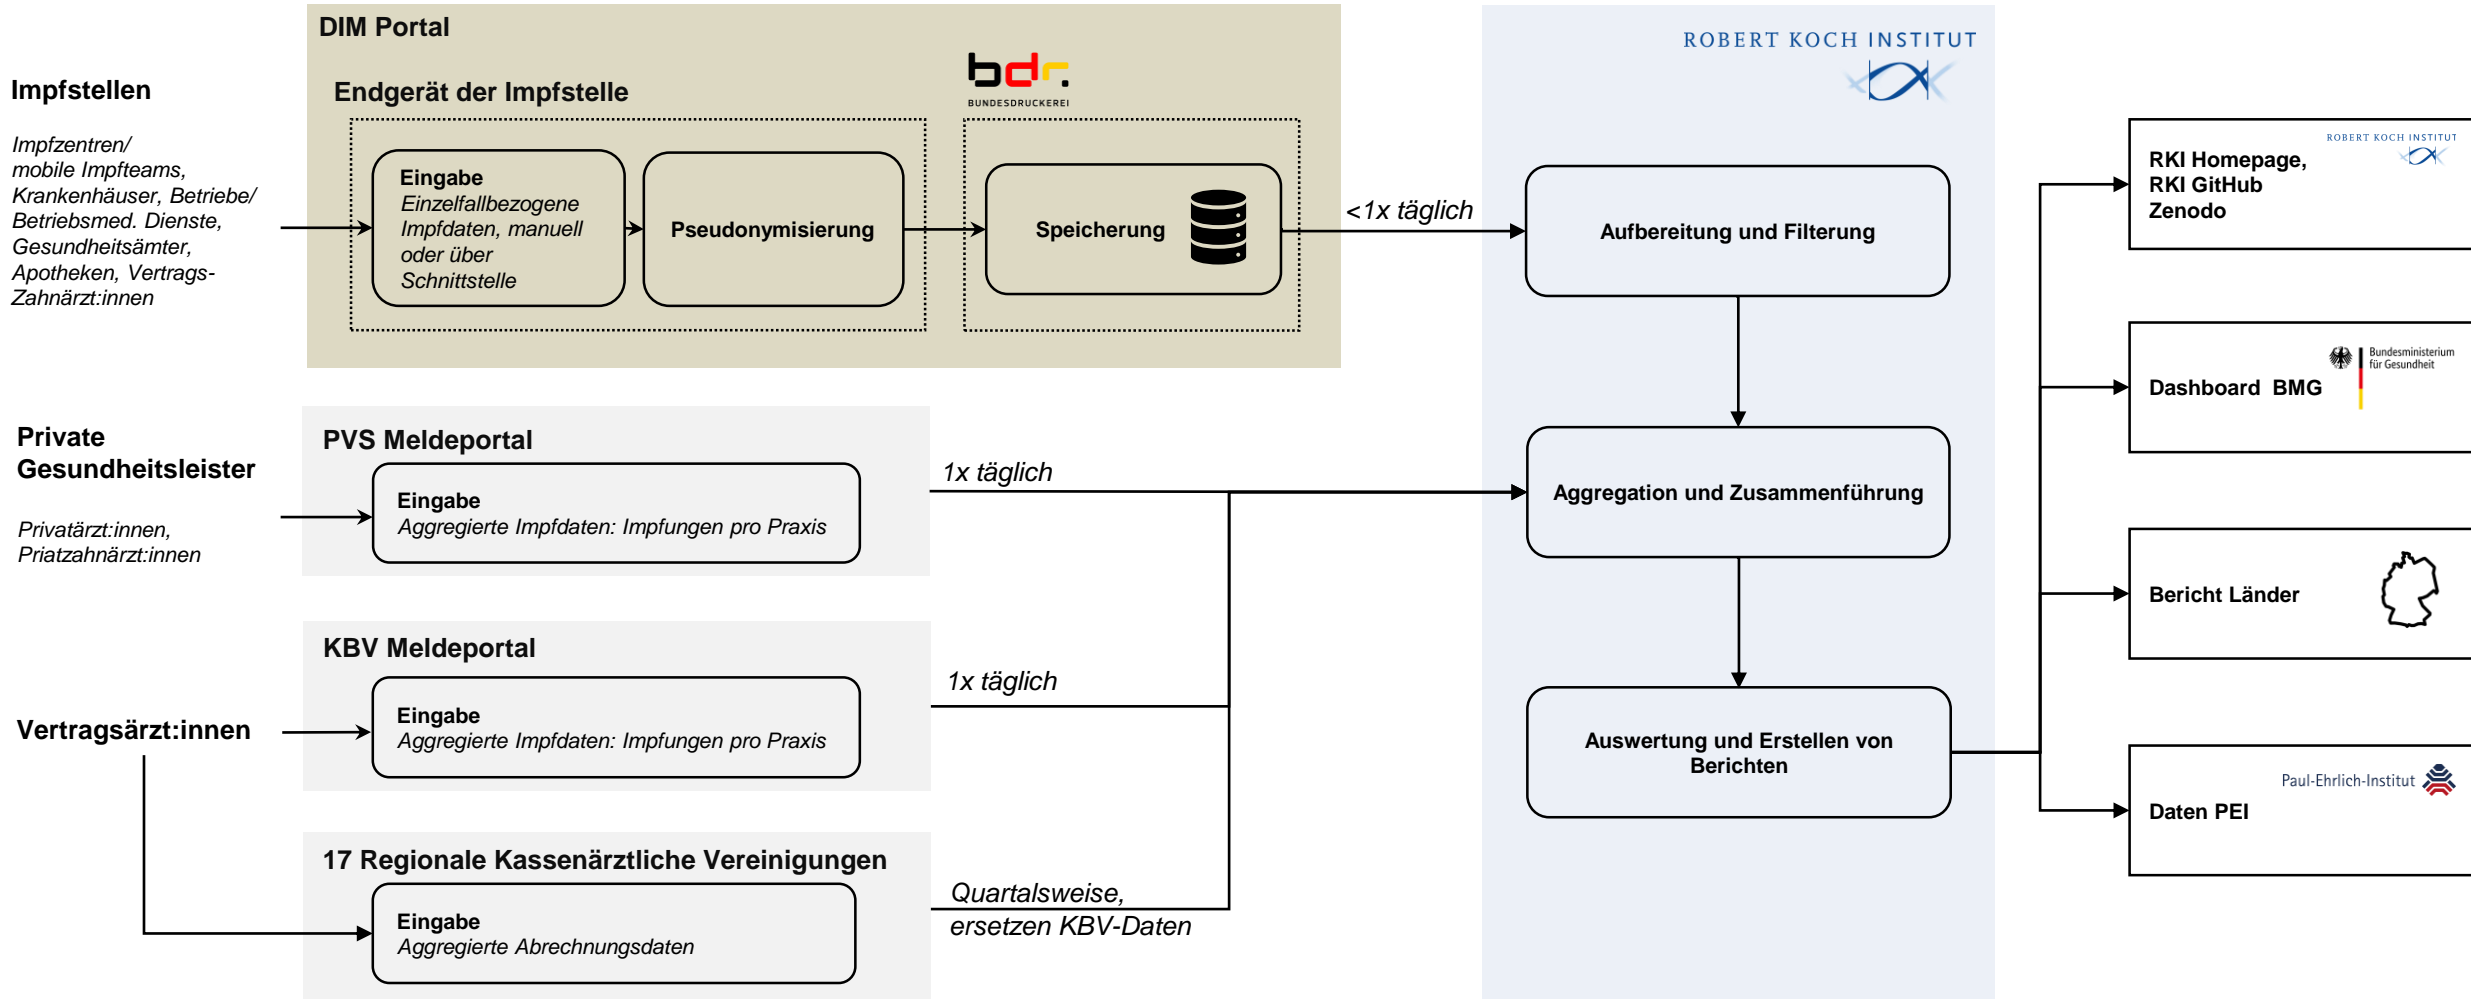 DIM Portal
Impfstellen
Impfzentren/
mobile Impfteams,
Krankenhäuser, Betriebe/
Betriebsmed. Dienste,
Gesundheitsämter,
Apotheken, Vertrags-
Zahnärzt:innen
Endgerät der Impfstelle
Eingabe
Einzelfallbezogene
Impfdaten, manuell
oder über
Schnittstelle
Pseudonymisierung
bdr.
BUNDESDRUCKEREI
Speicherung
<1x täglich
ROBERT KOCH INSTITUT
Aufbereitung und Filterung
Private
Gesundheitsleister
Privatärzt:innen,
Priatzahnärzt:innen
PVS Meldeportal
Eingabe
Aggregierte Impfdaten: Impfungen pro Praxis
1x täglich
Aggregation und Zusammenführung
Vertragsärzt:innen
KBV Meldeportal
Eingabe
Aggregierte Impfdaten: Impfungen pro Praxis
1x täglich
17 Regionale Kassenärztliche Vereinigungen
Eingabe
Aggregierte Abrechnungsdaten
Quartalsweise,
ersetzen KBV-Daten
Auswertung und Erstellen von
Berichten
ROBERT KOCH INSTITUT
RKI Homepage,
RKI GitHub
Zenodo
Bundesministerium
für Gesundheit
Dashboard  BMG
Bericht Länder
Paul-Ehrlich-Institut
Daten PEI